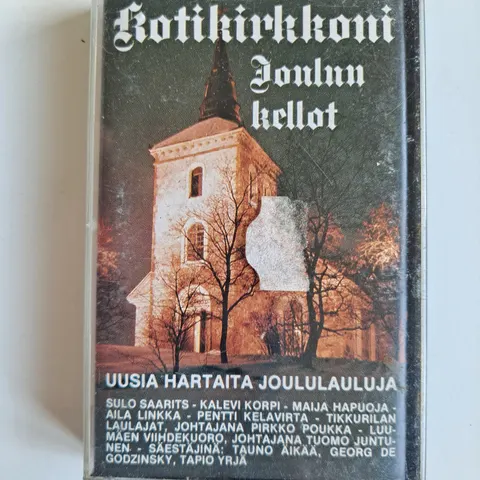 Kotikirkkoni
Joulun
kellot
UUSIA HARTAITA JOULULAULUJA
SULO SAARITS - KALEVI KORPI - MAIJA HAPUOJA -
AILA LINKKA - PENTTI KELAVIRTA - TIKKURILAN
LAULAJAT, JOHTAJANA PIRKKO POUKKA - LUU-
MÄEN VIIHDEKUORO, JOHTAJANA TUOMO JUNTU-
NEN - SÄESTÄJINÄ: TAUNO ÄIKÄÄ, GEORG DE
GODZINSKY, TAPIO YRJÄ